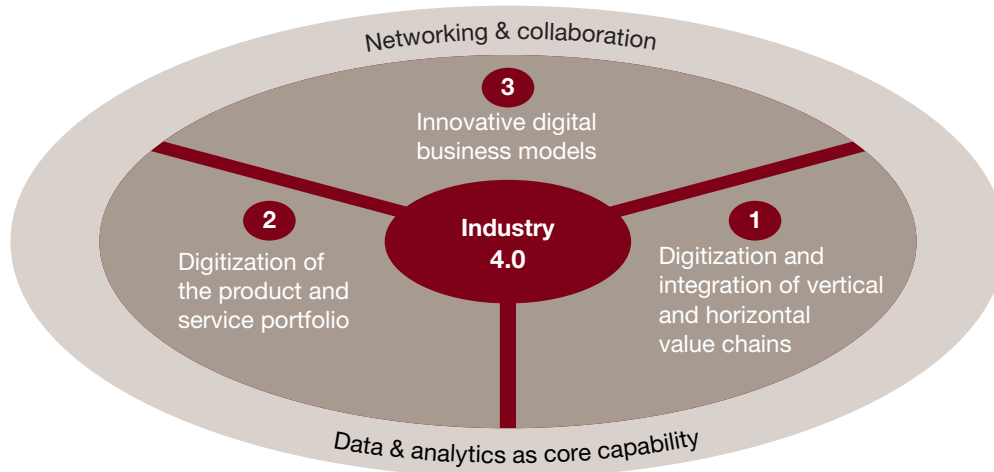 Networking & collaboration
3
Innovative digital
business models
2
Digitization of
the product and
service portfolio
Industry
4.0
1
Digitization and
integration of vertical
and horizontal
value chains
Data & analytics as core capability